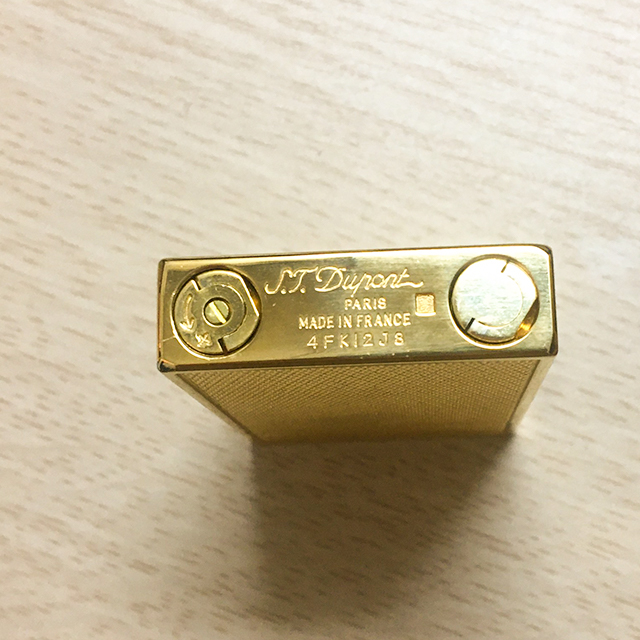 S.T. Dupont
PARIS
MADE IN FRANCE
4FK12J8